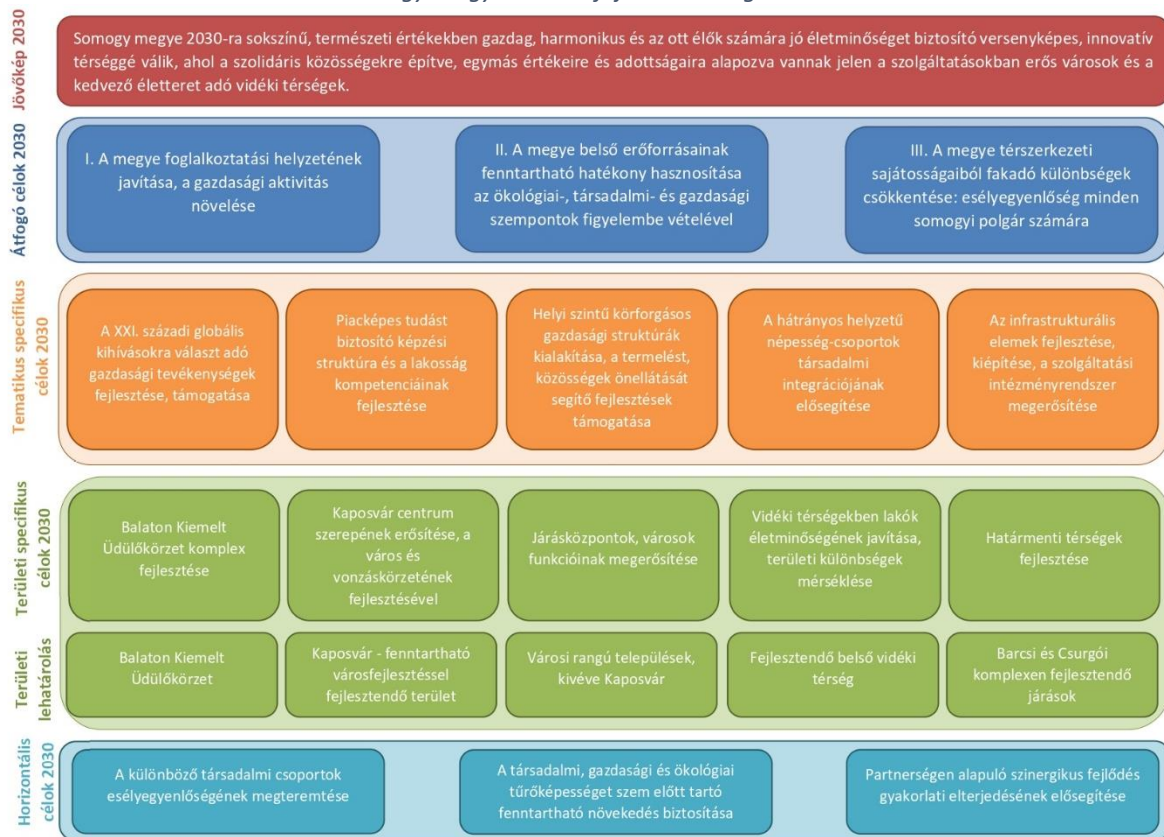 Jövőkép 2030
Somogy megye 2030-ra sokszínű, természeti értékekben gazdag, harmonikus és az ott élők számára jó életminőséget biztosító versenyképes, innovatív
térséggé válik, ahol a szolidáris közösségekre építve, egymás értékeire és adottságaira alapozva vannak jelen a szolgáltatásokban erős városok és a
kedvező életteret adó vidéki térségek.
Átfogó célok 2030
I. A megye foglalkoztatási helyzetének
javítása, a gazdasági aktivitás
növelése
II. A megye belső erőforrásainak
fenntartható hatékony hasznosítása
az ökológiai-, társadalmi- és gazdasági
szempontok figyelembe vételével
III. A megye térszerkezeti
sajátosságaiból fakadó különbségek
csökkentése: esélyegyenlőség minden
somogyi polgár számára
Tematikus specifikus
célok 2030
A XXI. századi globális
kihívásokra választ adó
gazdasági tevékenységek
fejlesztése, támogatása
Piacképes tudást
biztosító képzési
struktúra és a lakosság
kompetenciáinak
fejlesztése
Helyi szintű körforgásos
gazdasági struktúrák
kialakítása, a termelést,
közösségek önellátását
segítő fejlesztések
támogatása
A hátrányos helyzetű
népesség-csoportok
társadalmi
integrációjának
elősegítése
Az infrastrukturális
elemek fejlesztése,
kiépítése, a szolgáltatási
intézményrendszer
megerősítése
Területi specifikus
célok 2030
Balaton Kiemelt
Üdülőkörzet komplex
fejlesztése
Kaposvár centrum
szerepének erősítése, a
város és
vonzáskörzetének
fejlesztésével
Járásközpontok, városok
funkcióinak megerősítése
Vidéki térségekben lakók
életminőségének javítása,
területi különbségek
mérséklése
Határmenti térségek
fejlesztése
Területi
lehatárolás
Balaton Kiemelt
Üdülőkörzet
Kaposvár - fenntartható
városfejlesztéssel
fejlesztendő terület
Városi rangú települések,
kivéve Kaposvár
Fejlesztendő belső vidéki
térség
Barcsi és Csurgói
komplexen fejlesztendő
járások
Horizontális
célok 2030
A különböző társadalmi csoportok
esélyegyenlőségének megteremtése
A társadalmi, gazdasági és ökológiai
tűrőképességet szem előtt tartó
fenntartható növekedés biztosítása
Partnerségen alapuló szinergikus fejlődés
gyakorlati elterjedésének elősegítése